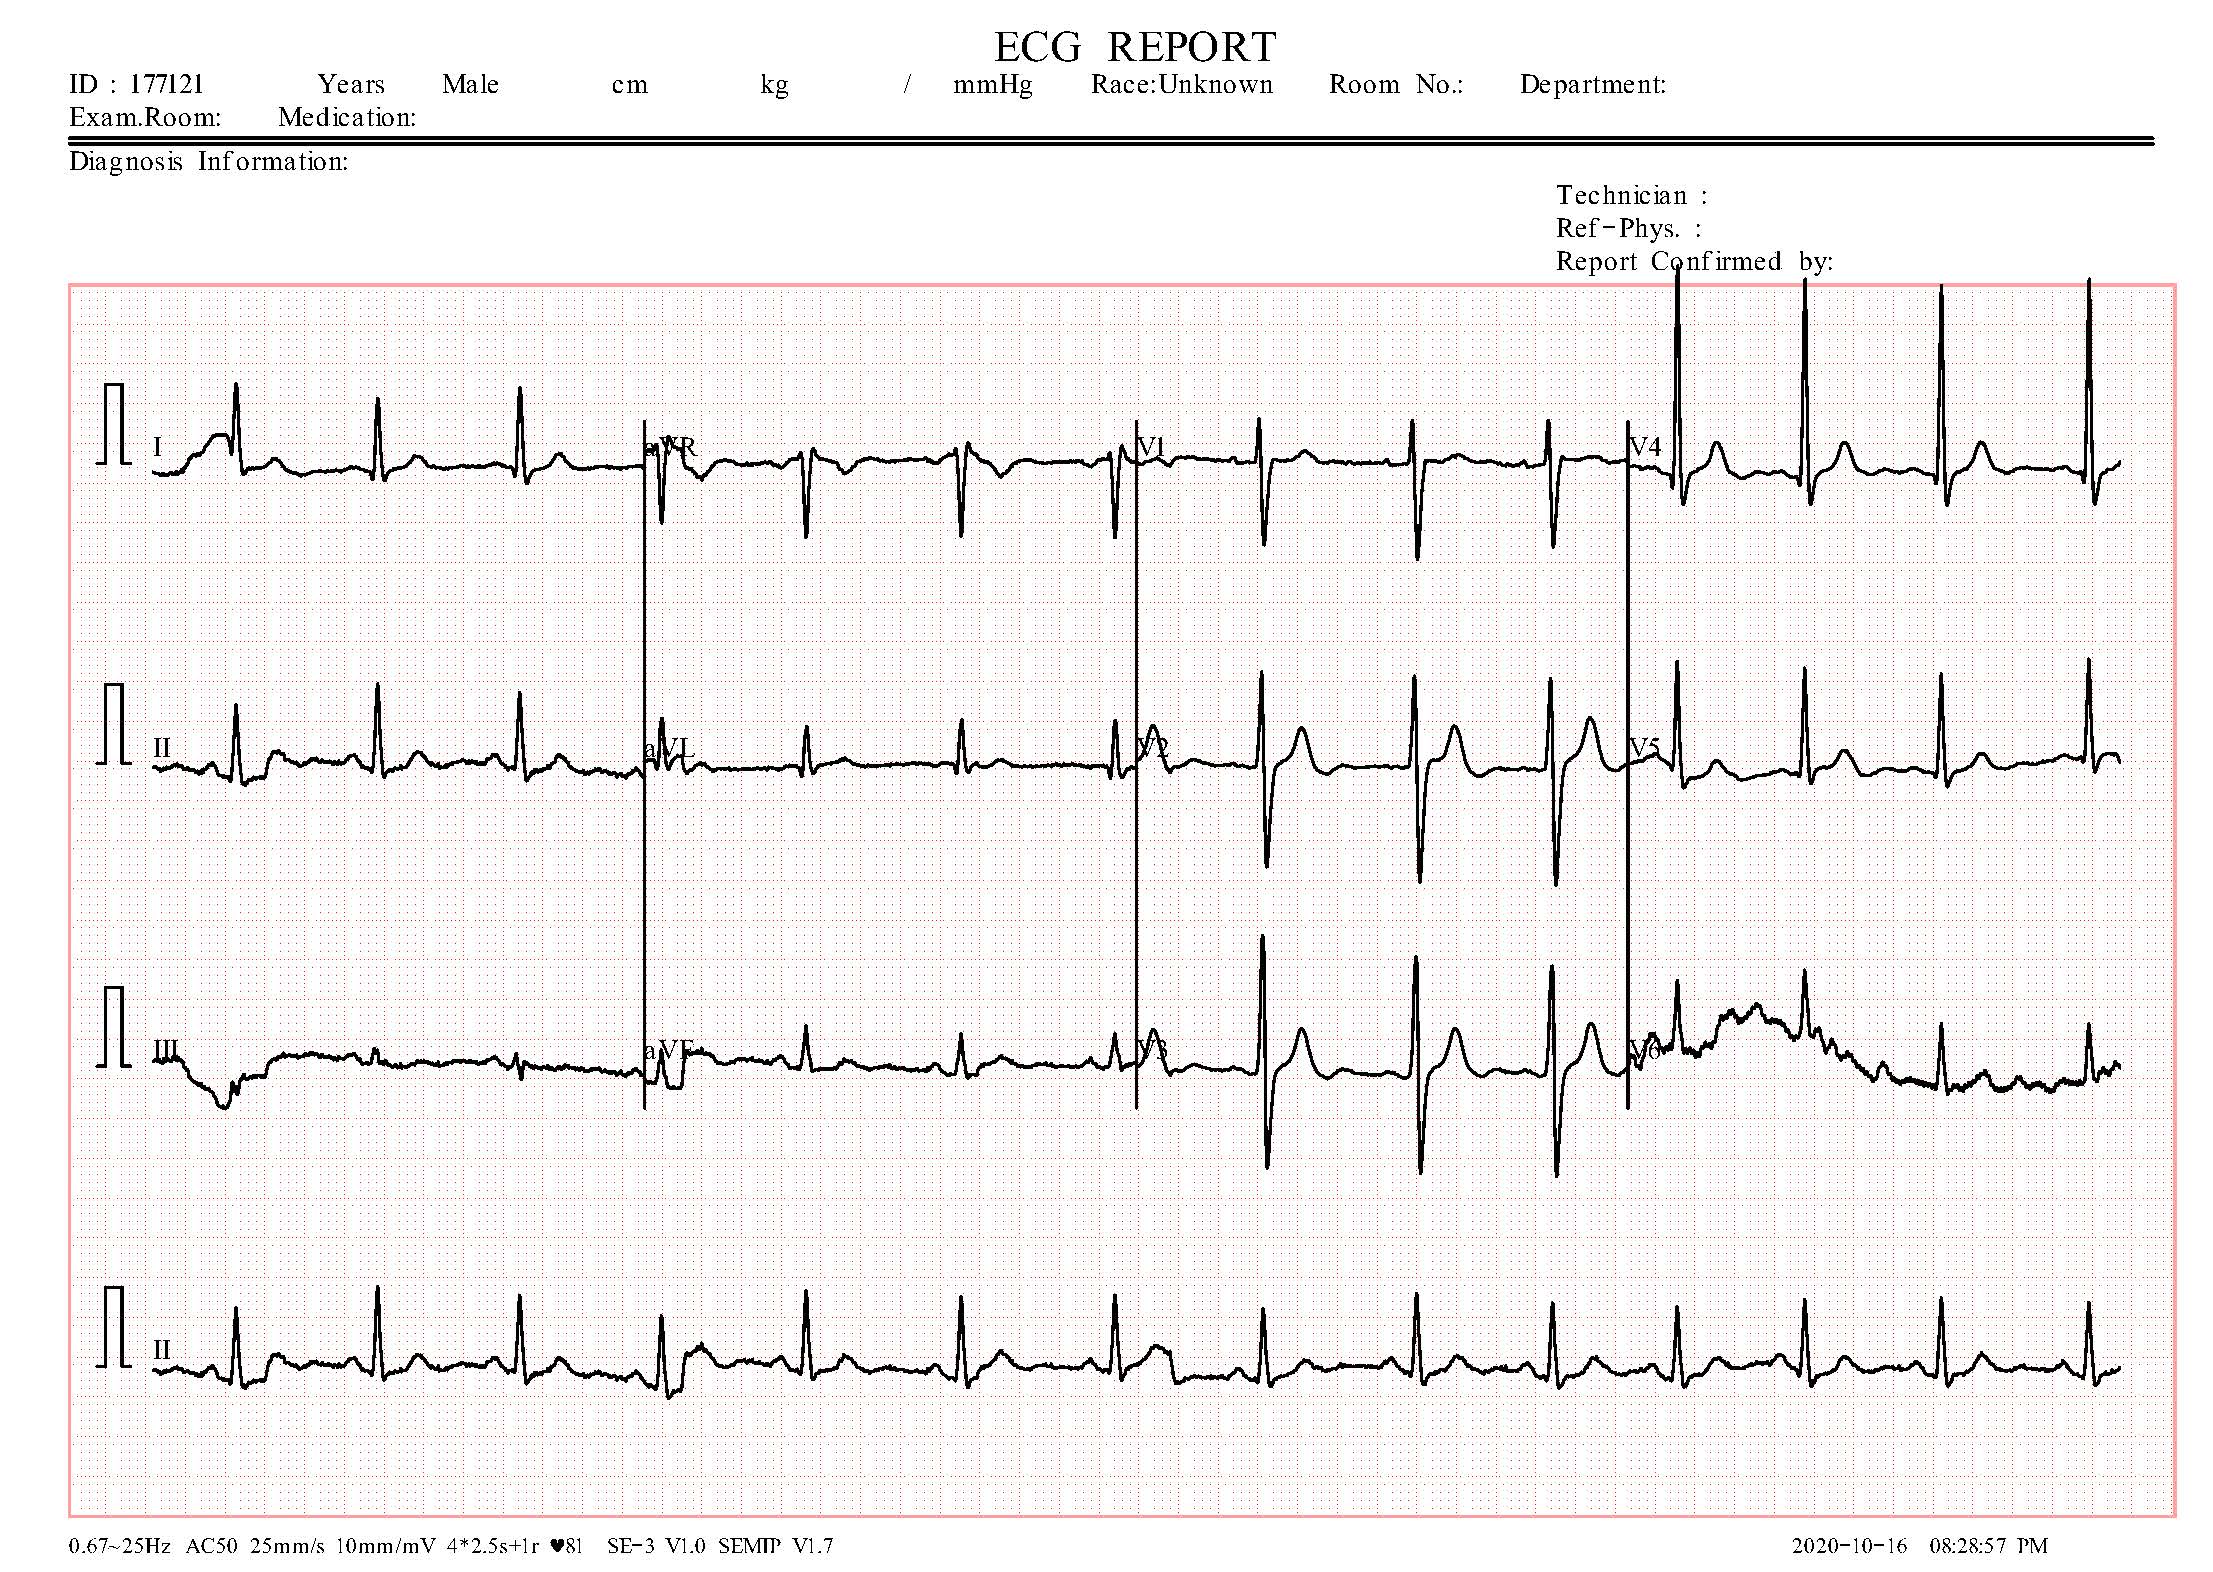 ECG REPORT
ID : 177121 Years Male cm kg / mmHg Race:Unknown Room No.: Department:
Exam.Room: Medication:
Diagnosis Information:
Technician :
Ref-Phys. :
Report Confirmed by:
I aVR V1 V4
II aVL V2 V5
III aVF V3 V6
II
0.67~25Hz AC50 25mm/s 10mm/mV 4*2.5s+1r ♥81 SE-3 V1.0 SEMIP V1.7 2020-10-16 08:28:57 PM